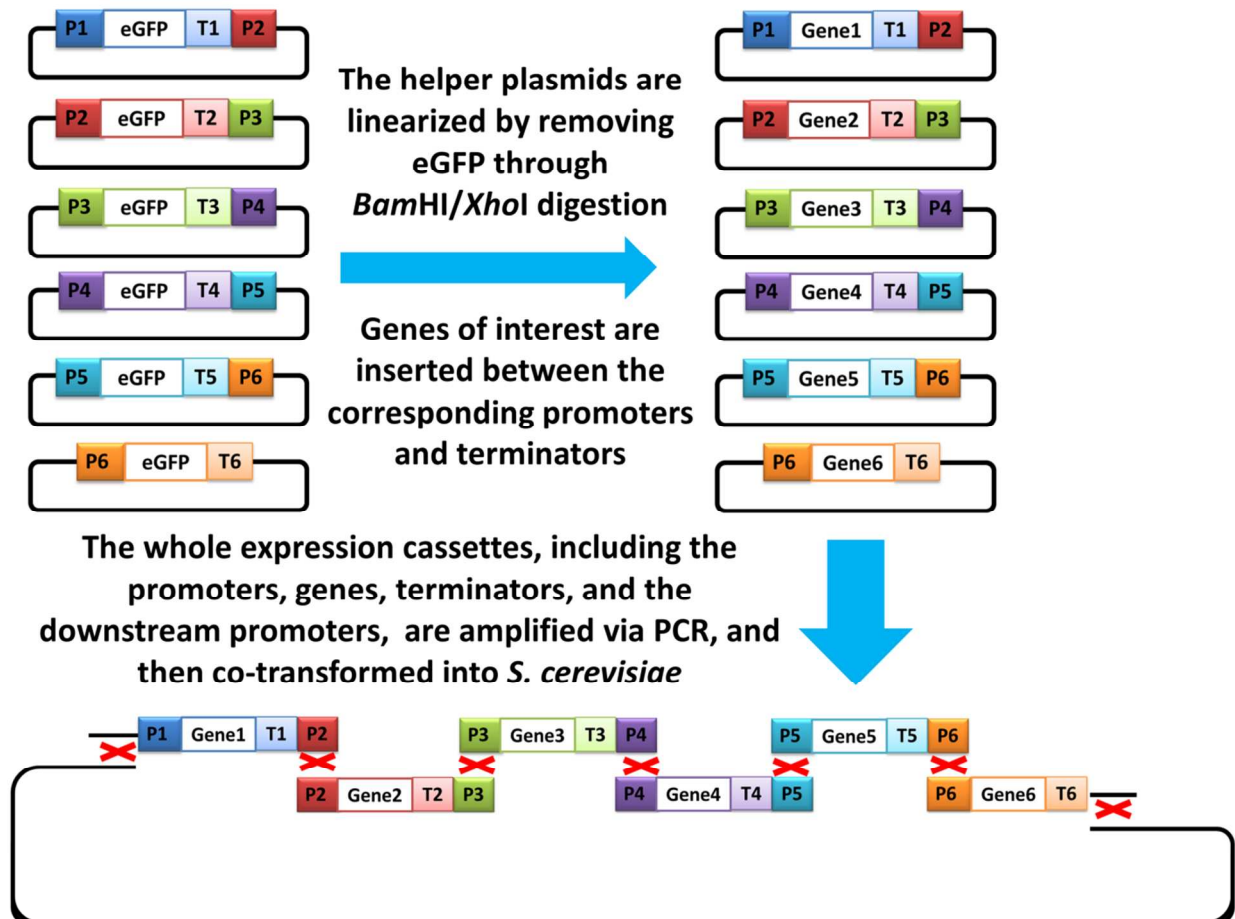 P1 eGFP T1 P2
P2 eGFP T2 P3
P3 eGFP T3 P4
P4 eGFP T4 P5
P5 eGFP T5 P6
P6 eGFP T6
The helper plasmids are
linearized by removing
eGFP through
BamHI/XhoI digestion
Genes of interest are
inserted between the
corresponding promoters
and terminators
P1 Gene1 T1 P2
P2 Gene2 T2 P3
P3 Gene3 T3 P4
P4 Gene4 T4 P5
P5 Gene5 T5 P6
P6 Gene6 T6
The whole expression cassettes, including the
promoters, genes, terminators, and the
downstream promoters, are amplified via PCR, and
then co-transformed into S. cerevisiae
P1 Gene1 T1 P2 P3 Gene3 T3 P4 P5 Gene5 T5 P6
P2 Gene2 T2 P3 P4 Gene4 T4 P5 P6 Gene6 T6